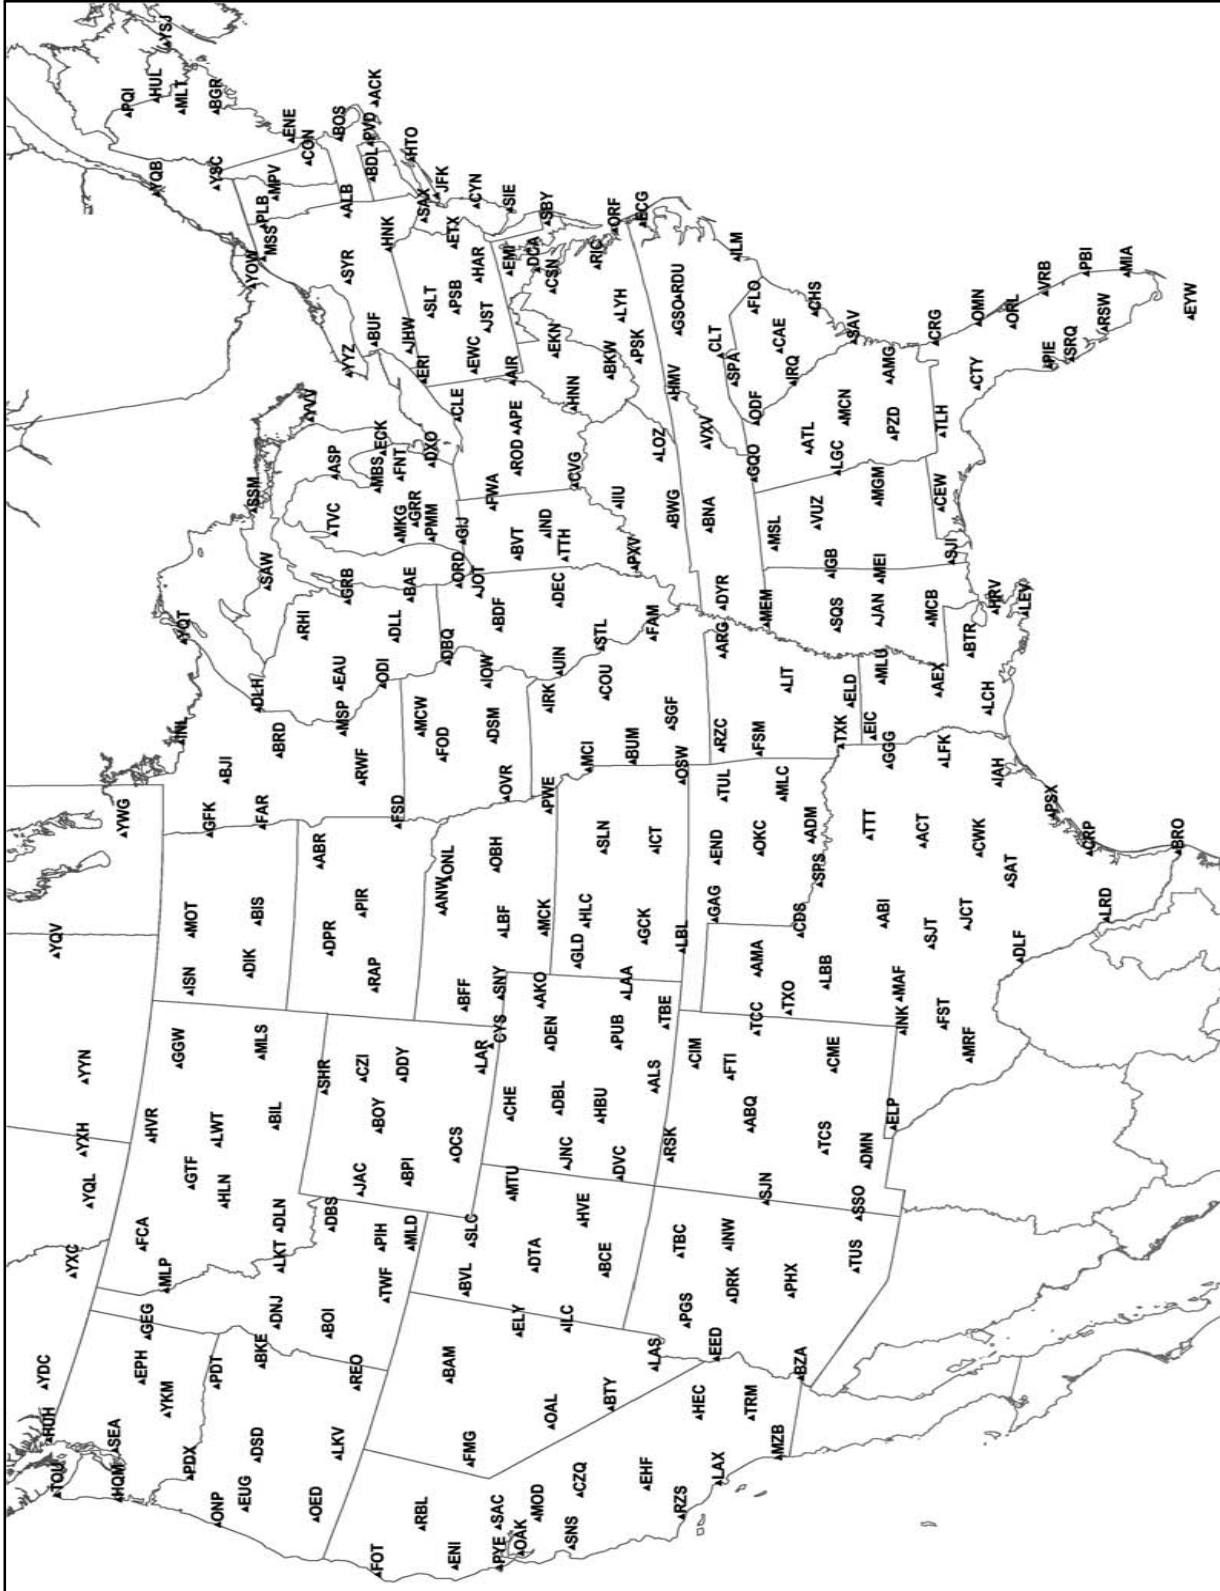 YSJ
HUL
PQI
MLT
BGR
ACK
BOS
PVD
ENE
CON
BDL
HTO
YQB
YSC
MPV
PLB
ALB
SAX
JFK
CYN
SIE
SBY
ORF
ECG
MSS
YOW
HNK
ETX
SYR
HAR
EMI
DCA
CSN
RIC
ILM
SLT
PSB
JST
LYH
GSO
RDU
FLO
CHS
YYZ
BUF
JHW
ERI
EWC
AIR
EKN
BKW
PSK
CLT
SPA
CAE
IRQ
SAV
CRG
OMN
ORL
VRB
PBI
MIA
EYW
RSW
SRQ
PIE
CTY
AMG
YVV
CLE
APE
HNN
HMV
VXV
ODF
MCN
ATL
PZD
TLH
ASP
ECK
MBS
FNT
DXO
ROD
CVG
LOZ
GQO
LGC
MGM
CEW
SSM
TVC
MKG
GRR
PMM
GIJ
FWA
BVT
IND
TTH
IIU
BWG
BNA
MSL
VUZ
SJI
SAW
GRB
BAE
ORD
JOT
BDF
DEC
PXV
DYR
MEM
IGB
MEI
SQS
JAN
MCB
HRV
LEV
YQT
RHI
DLL
DBQ
STL
FAM
ARG
BTR
DLH
EAU
ODI
IOW
UIN
IRK
COU
LIT
ELD
MLU
AEX
LCH
INL
BRD
MSP
MCW
FOD
DSM
SGF
RZC
FSM
TXK
EIC
GGG
LFK
IAH
BJI
RWF
OVR
PWE
MCI
BUM
OSW
TUL
MLC
YWG
GFK
FAR
FSD
PSX
ABR
ONL
OBH
SLN
ICT
END
OKC
ADM
SPS
TTT
ACT
CWK
SAT
CRP
BRO
MOT
BIS
PIR
ANW
LBF
MCK
HLC
GLD
GCK
LBL
GAG
CDS
ABI
SJT
JCT
LRD
YQV
ISN
DIK
DPR
RAP
BFF
SNY
AKO
LAA
AMA
TXO
LBB
MAF
DLF
GGW
MLS
CYS
LAR
DEN
PUB
TBE
TCC
INK
FST
MRF
YYN
SHR
CZI
DDY
CHE
DBL
HBU
ALS
CIM
FTI
CME
YXH
HVR
LWT
BIL
BOY
OCS
JNC
DVC
RSK
ABQ
TCS
DMN
ELP
YQL
GTF
HLN
JAC
BPI
MTU
HVE
SJN
SSO
YXC
FCA
MLP
DLN
LKT
DBS
PIH
MLD
TWF
SLC
BVL
DTA
BCE
TBC
INW
DRK
PHX
TUS
YDC
GEG
DNJ
BOI
ELY
ILC
PGS
EED
LAS
BZA
EPH
YKM
PDT
BKE
REO
BAM
OAL
BTY
HEC
TRM
HUH
SEA
TOU
HQM
PDX
DSD
LKV
FMG
MZB
LAX
EHF
RZS
CZQ
ONP
EUG
OED
RBL
SAC
MOD
OAK
SNS
PYE
ENI
FOT